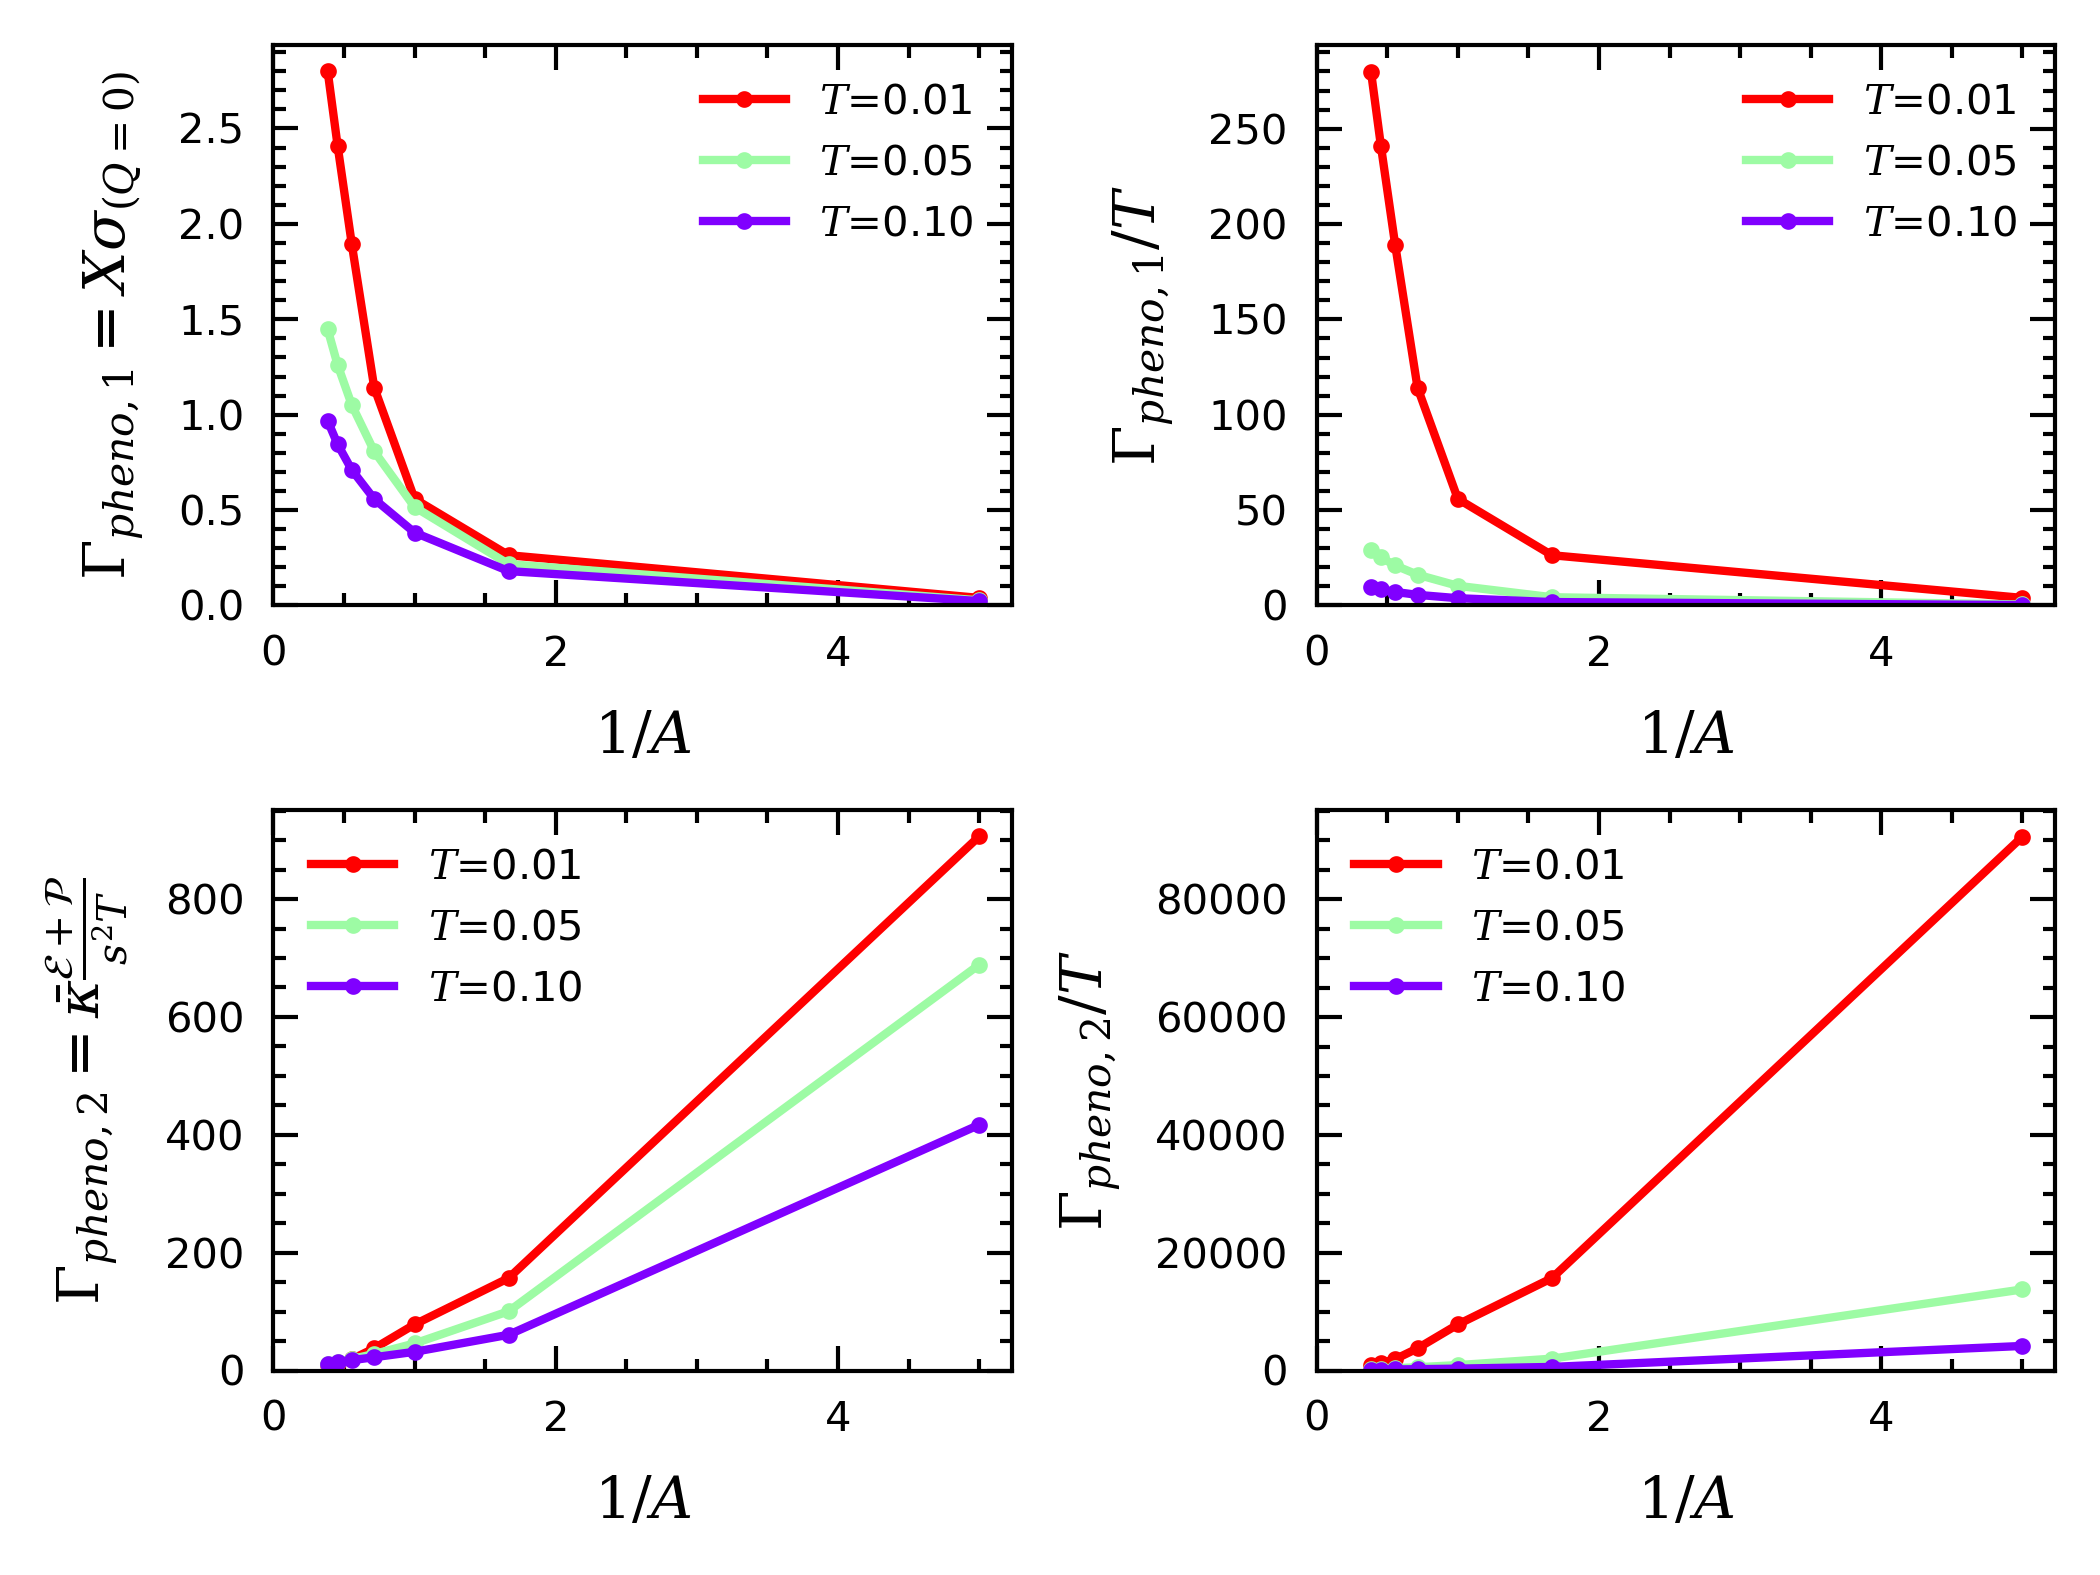 Γ_{pheno, 1} = Xσ_{(Q = 0)}
2.5
2.0
1.5
1.0
0.5
0.0
T=0.01
T=0.05
T=0.10
0 2 4
1/A
Γ_{pheno, 1}/T
250
200
150
100
50
0
T=0.01
T=0.05
T=0.10
0 2 4
1/A
Γ_{pheno, 2} = κ̄ \frac{ℰ + 𝒫}{s²T}
800
600
400
200
0
T=0.01
T=0.05
T=0.10
0 2 4
1/A
Γ_{pheno, 2}/T
80000
60000
40000
20000
0
T=0.01
T=0.05
T=0.10
0 2 4
1/A